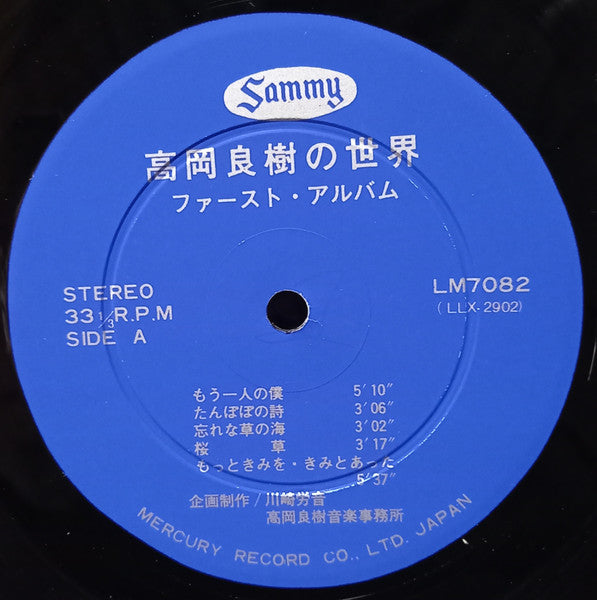 Sammy
高岡良樹の世界
ファースト・アルバム
STEREO
33⅓ R.P.M
SIDE A
LM7082
(LLX-2902)
もう一人の僕 5′10″
たんぽぽの詩 3′06″
忘れな草の海 3′02″
桜 草 3′17″
もっときみを・きみとあった
5′37″
企画制作/川崎労音
高岡良樹音楽事務所
MERCURY RECORD CO., LTD. JAPAN